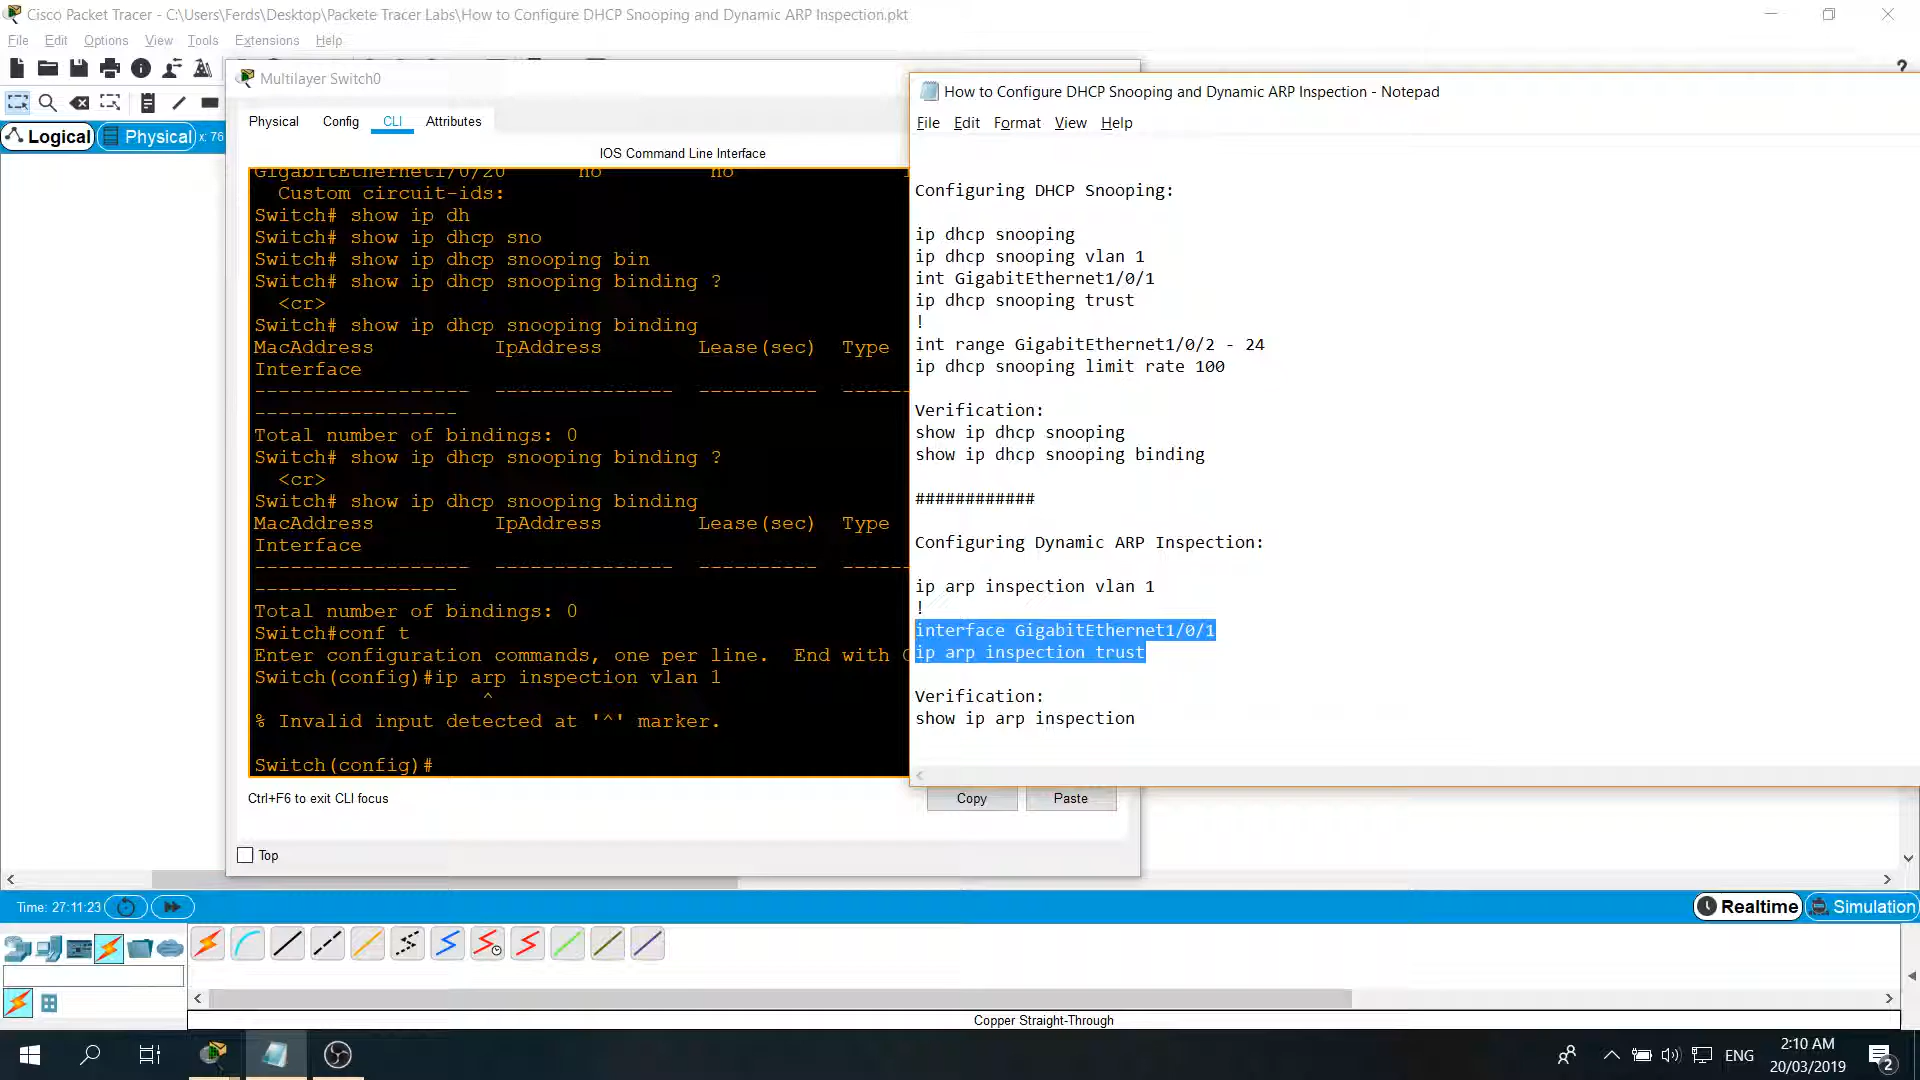 Cisco Packet Tracer - C:\Users\Ferds\Desktop\Packete Tracer Labs\How to Configure DHCP Snooping and Dynamic ARP Inspection.pkt
File Edit Options View Tools Extensions Help
?
Logical Physical x: 76
Multilayer Switch0
Physical Config CLI Attributes
IOS Command Line Interface
GigabitEthernet1/0/20 no no
Custom circuit-ids:
Switch# show ip dh
Switch# show ip dhcp sno
Switch# show ip dhcp snooping bin
Switch# show ip dhcp snooping binding ?
<cr>
Switch# show ip dhcp snooping binding
MacAddress IpAddress Lease(sec) Type
Interface
------------------ --------------- ---------- -----
-----------------
Total number of bindings: 0
Switch# show ip dhcp snooping binding ?
<cr>
Switch# show ip dhcp snooping binding
MacAddress IpAddress Lease(sec) Type
Interface
------------------ --------------- ---------- -----
-----------------
Total number of bindings: 0
Switch#conf t
Enter configuration commands, one per line. End with
Switch(config)#ip arp inspection vlan 1
^
% Invalid input detected at '^' marker.
Switch(config)#
Ctrl+F6 to exit CLI focus
Copy Paste
Top
How to Configure DHCP Snooping and Dynamic ARP Inspection - Notepad
File Edit Format View Help
Configuring DHCP Snooping:
ip dhcp snooping
ip dhcp snooping vlan 1
int GigabitEthernet1/0/1
ip dhcp snooping trust
!
int range GigabitEthernet1/0/2 - 24
ip dhcp snooping limit rate 100
Verification:
show ip dhcp snooping
show ip dhcp snooping binding
############
Configuring Dynamic ARP Inspection:
ip arp inspection vlan 1
!
interface GigabitEthernet1/0/1
ip arp inspection trust
Verification:
show ip arp inspection
Time: 27:11:23
Realtime Simulation
Copper Straight-Through
ENG
2:10 AM
20/03/2019
2